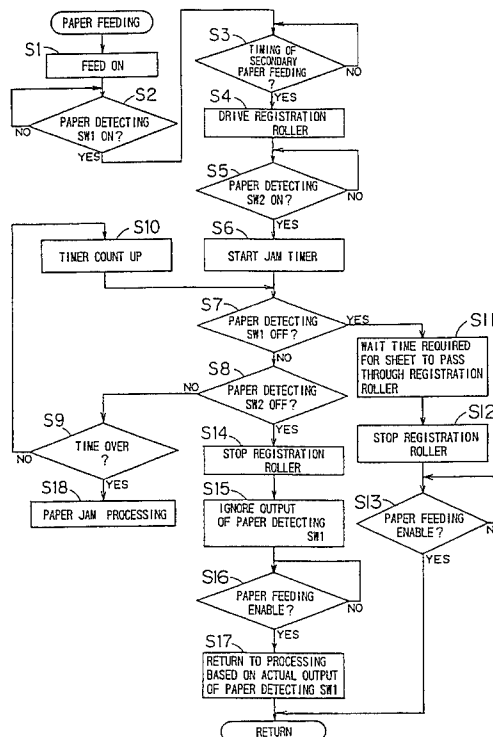 PAPER FEEDING
S1
FEED ON
S2
PAPER DETECTING
SW1 ON?
NO
YES
S3
TIMING OF
SECONDARY
PAPER FEEDING
?
NO
YES
S4
DRIVE REGISTRATION
ROLLER
S5
PAPER DETECTING
SW2 ON?
NO
YES
S6
START JAM TIMER
S10
TIMER COUNT UP
S7
PAPER DETECTING
SW1 OFF?
YES
NO
S8
PAPER DETECTING
SW2 OFF?
NO
YES
S9
TIME OVER
?
NO
YES
S18
PAPER JAM PROCESSING
S14
STOP REGISTRATION
ROLLER
S15
IGNORE OUTPUT
OF PAPER DETECTING
SW1
S16
PAPER FEEDING
ENABLE?
NO
YES
S17
RETURN TO PROCESSING
BASED ON ACTUAL OUTPUT
OF PAPER DETECTING SW1
S11
WAIT TIME REQUIRED
FOR SHEET TO PASS
THROUGH REGISTRATION
ROLLER
S12
STOP REGISTRATION
ROLLER
S13
PAPER FEEDING
ENABLE?
NO
YES
RETURN